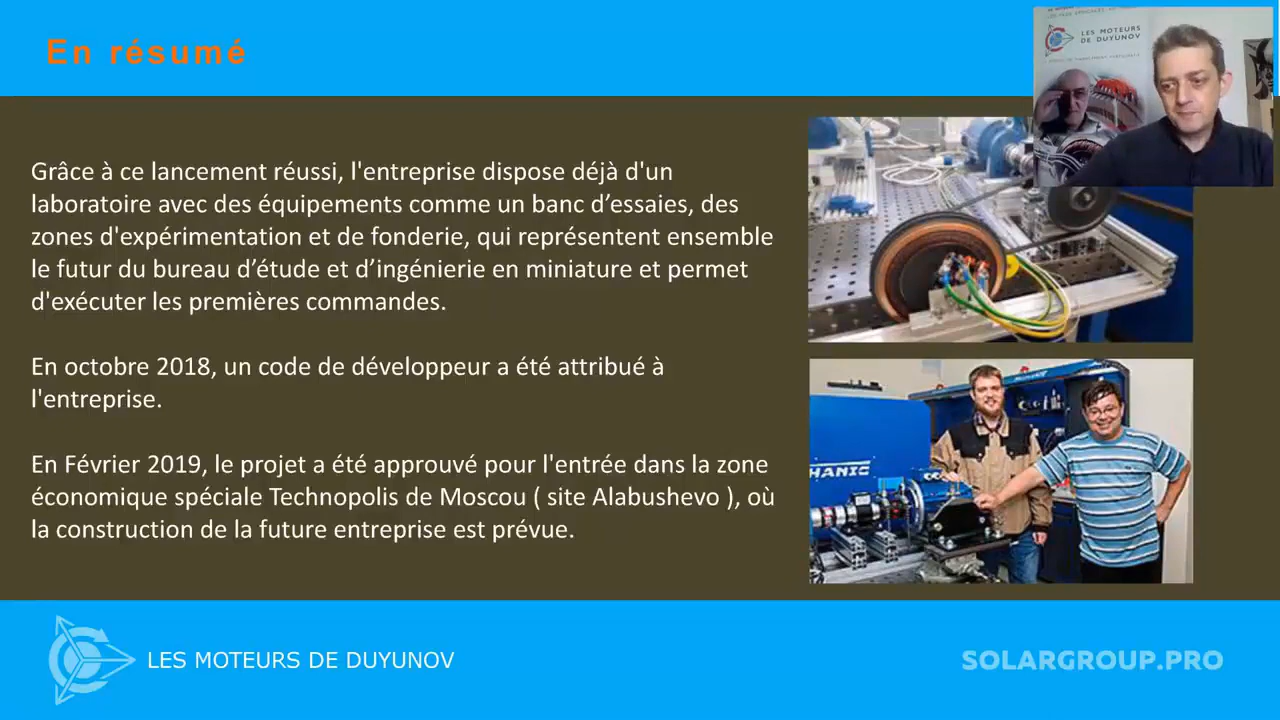 En résumé
LES MOTEURS
DE DUYUNOV
Grâce à ce lancement réussi, l'entreprise dispose déjà d'un
laboratoire avec des équipements comme un banc d’essaies, des
zones d'expérimentation et de fonderie, qui représentent ensemble
le futur du bureau d’étude et d’ingénierie en miniature et permet
d'exécuter les premières commandes.
En octobre 2018, un code de développeur a été attribué à
l'entreprise.
En Février 2019, le projet a été approuvé pour l'entrée dans la zone
économique spéciale Technopolis de Moscou ( site Alabushevo ), où
la construction de la future entreprise est prévue.
LES MOTEURS DE DUYUNOV
SOLARGROUP.PRO